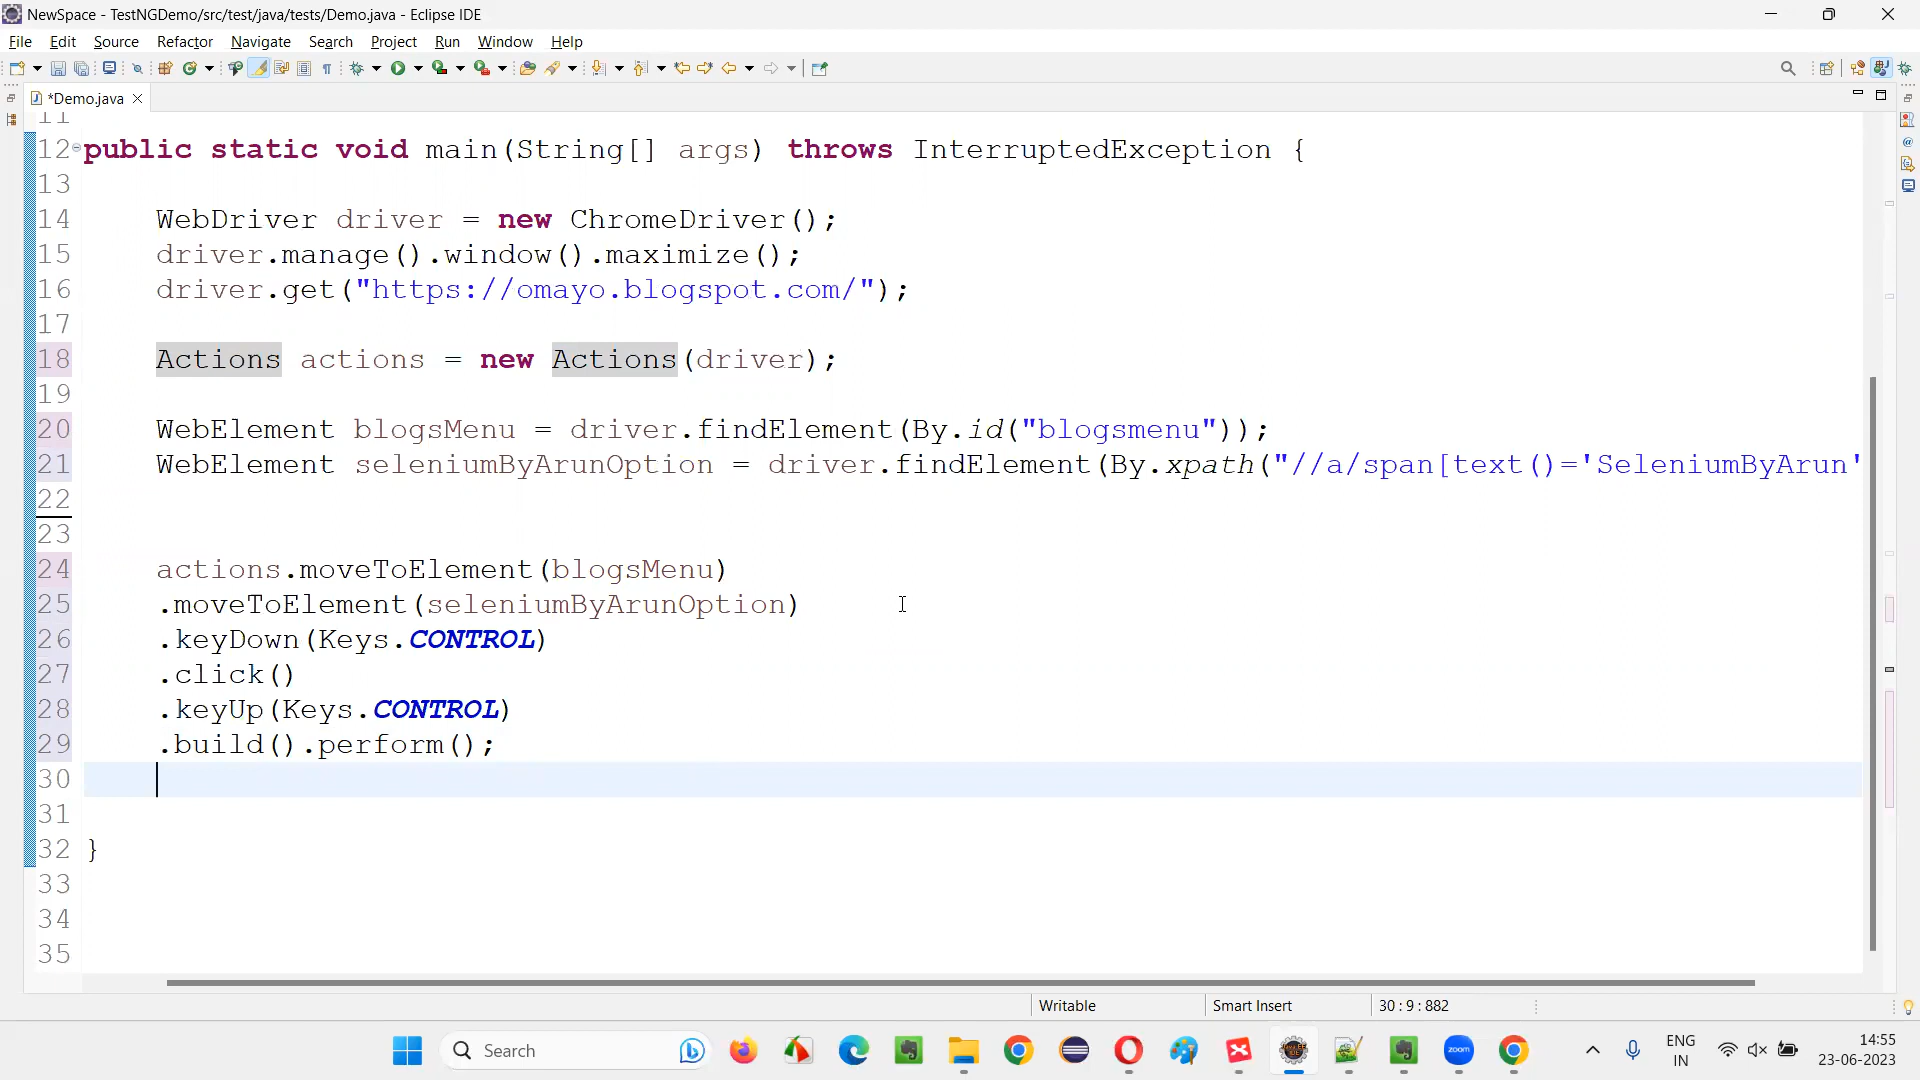 NewSpace - TestNGDemo/src/test/java/tests/Demo.java - Eclipse IDE
File Edit Source Refactor Navigate Search Project Run Window Help
*Demo.java
11
12 public static void main(String[] args) throws InterruptedException {
13
14 WebDriver driver = new ChromeDriver();
15 driver.manage().window().maximize();
16 driver.get("https://omayo.blogspot.com/");
17
18 Actions actions = new Actions(driver);
19
20 WebElement blogsMenu = driver.findElement(By.id("blogsmenu"));
21 WebElement seleniumByArunOption = driver.findElement(By.xpath("//a/span[text()='SeleniumByArun'
22
23
24 actions.moveToElement(blogsMenu)
25 .moveToElement(seleniumByArunOption)
26 .keyDown(Keys.CONTROL)
27 .click()
28 .keyUp(Keys.CONTROL)
29 .build().perform();
30
31
32 }
33
34
35
Writable Smart Insert 30 : 9 : 882
Search zoom ENG 14:55
IN 23-06-2023